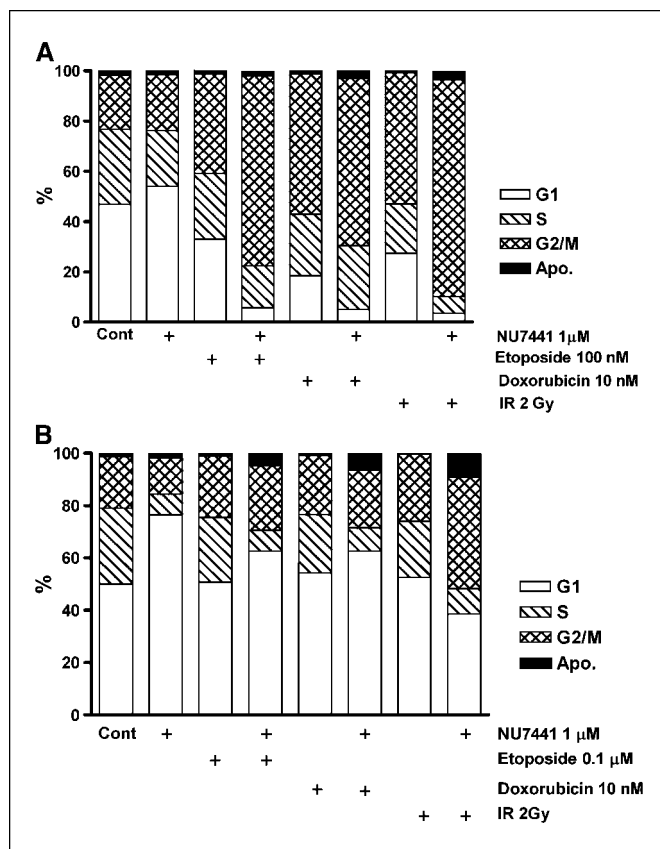 A
100
80
60
40
20
0
%
G1
S
G2/M
Apo.
Cont + + + + NU7441 1μM
+ + Etoposide 100 nM
+ + Doxorubicin 10 nM
+ + IR 2 Gy
B
100
80
60
40
20
0
%
G1
S
G2/M
Apo.
Cont + + + + NU7441 1 μM
+ + Etoposide 0.1 μM
+ + Doxorubicin 10 nM
+ + IR 2Gy